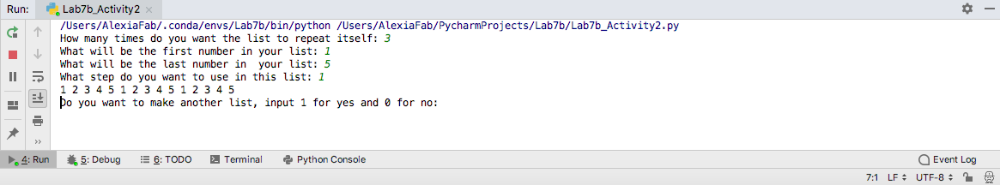 Run: Lab7b_Activity2 ×
/Users/AlexiaFab/.conda/envs/Lab7b/bin/python /Users/AlexiaFab/PycharmProjects/Lab7b/Lab7b_Activity2.py
How many times do you want the list to repeat itself: 3
What will be the first number in your list: 1
What will be the last number in  your list: 5
What step do you want to use in this list: 1
1 2 3 4 5 1 2 3 4 5 1 2 3 4 5
Do you want to make another list, input 1 for yes and 0 for no:
4: Run 5: Debug 6: TODO Terminal Python Console Event Log
7:1 LF UTF-8